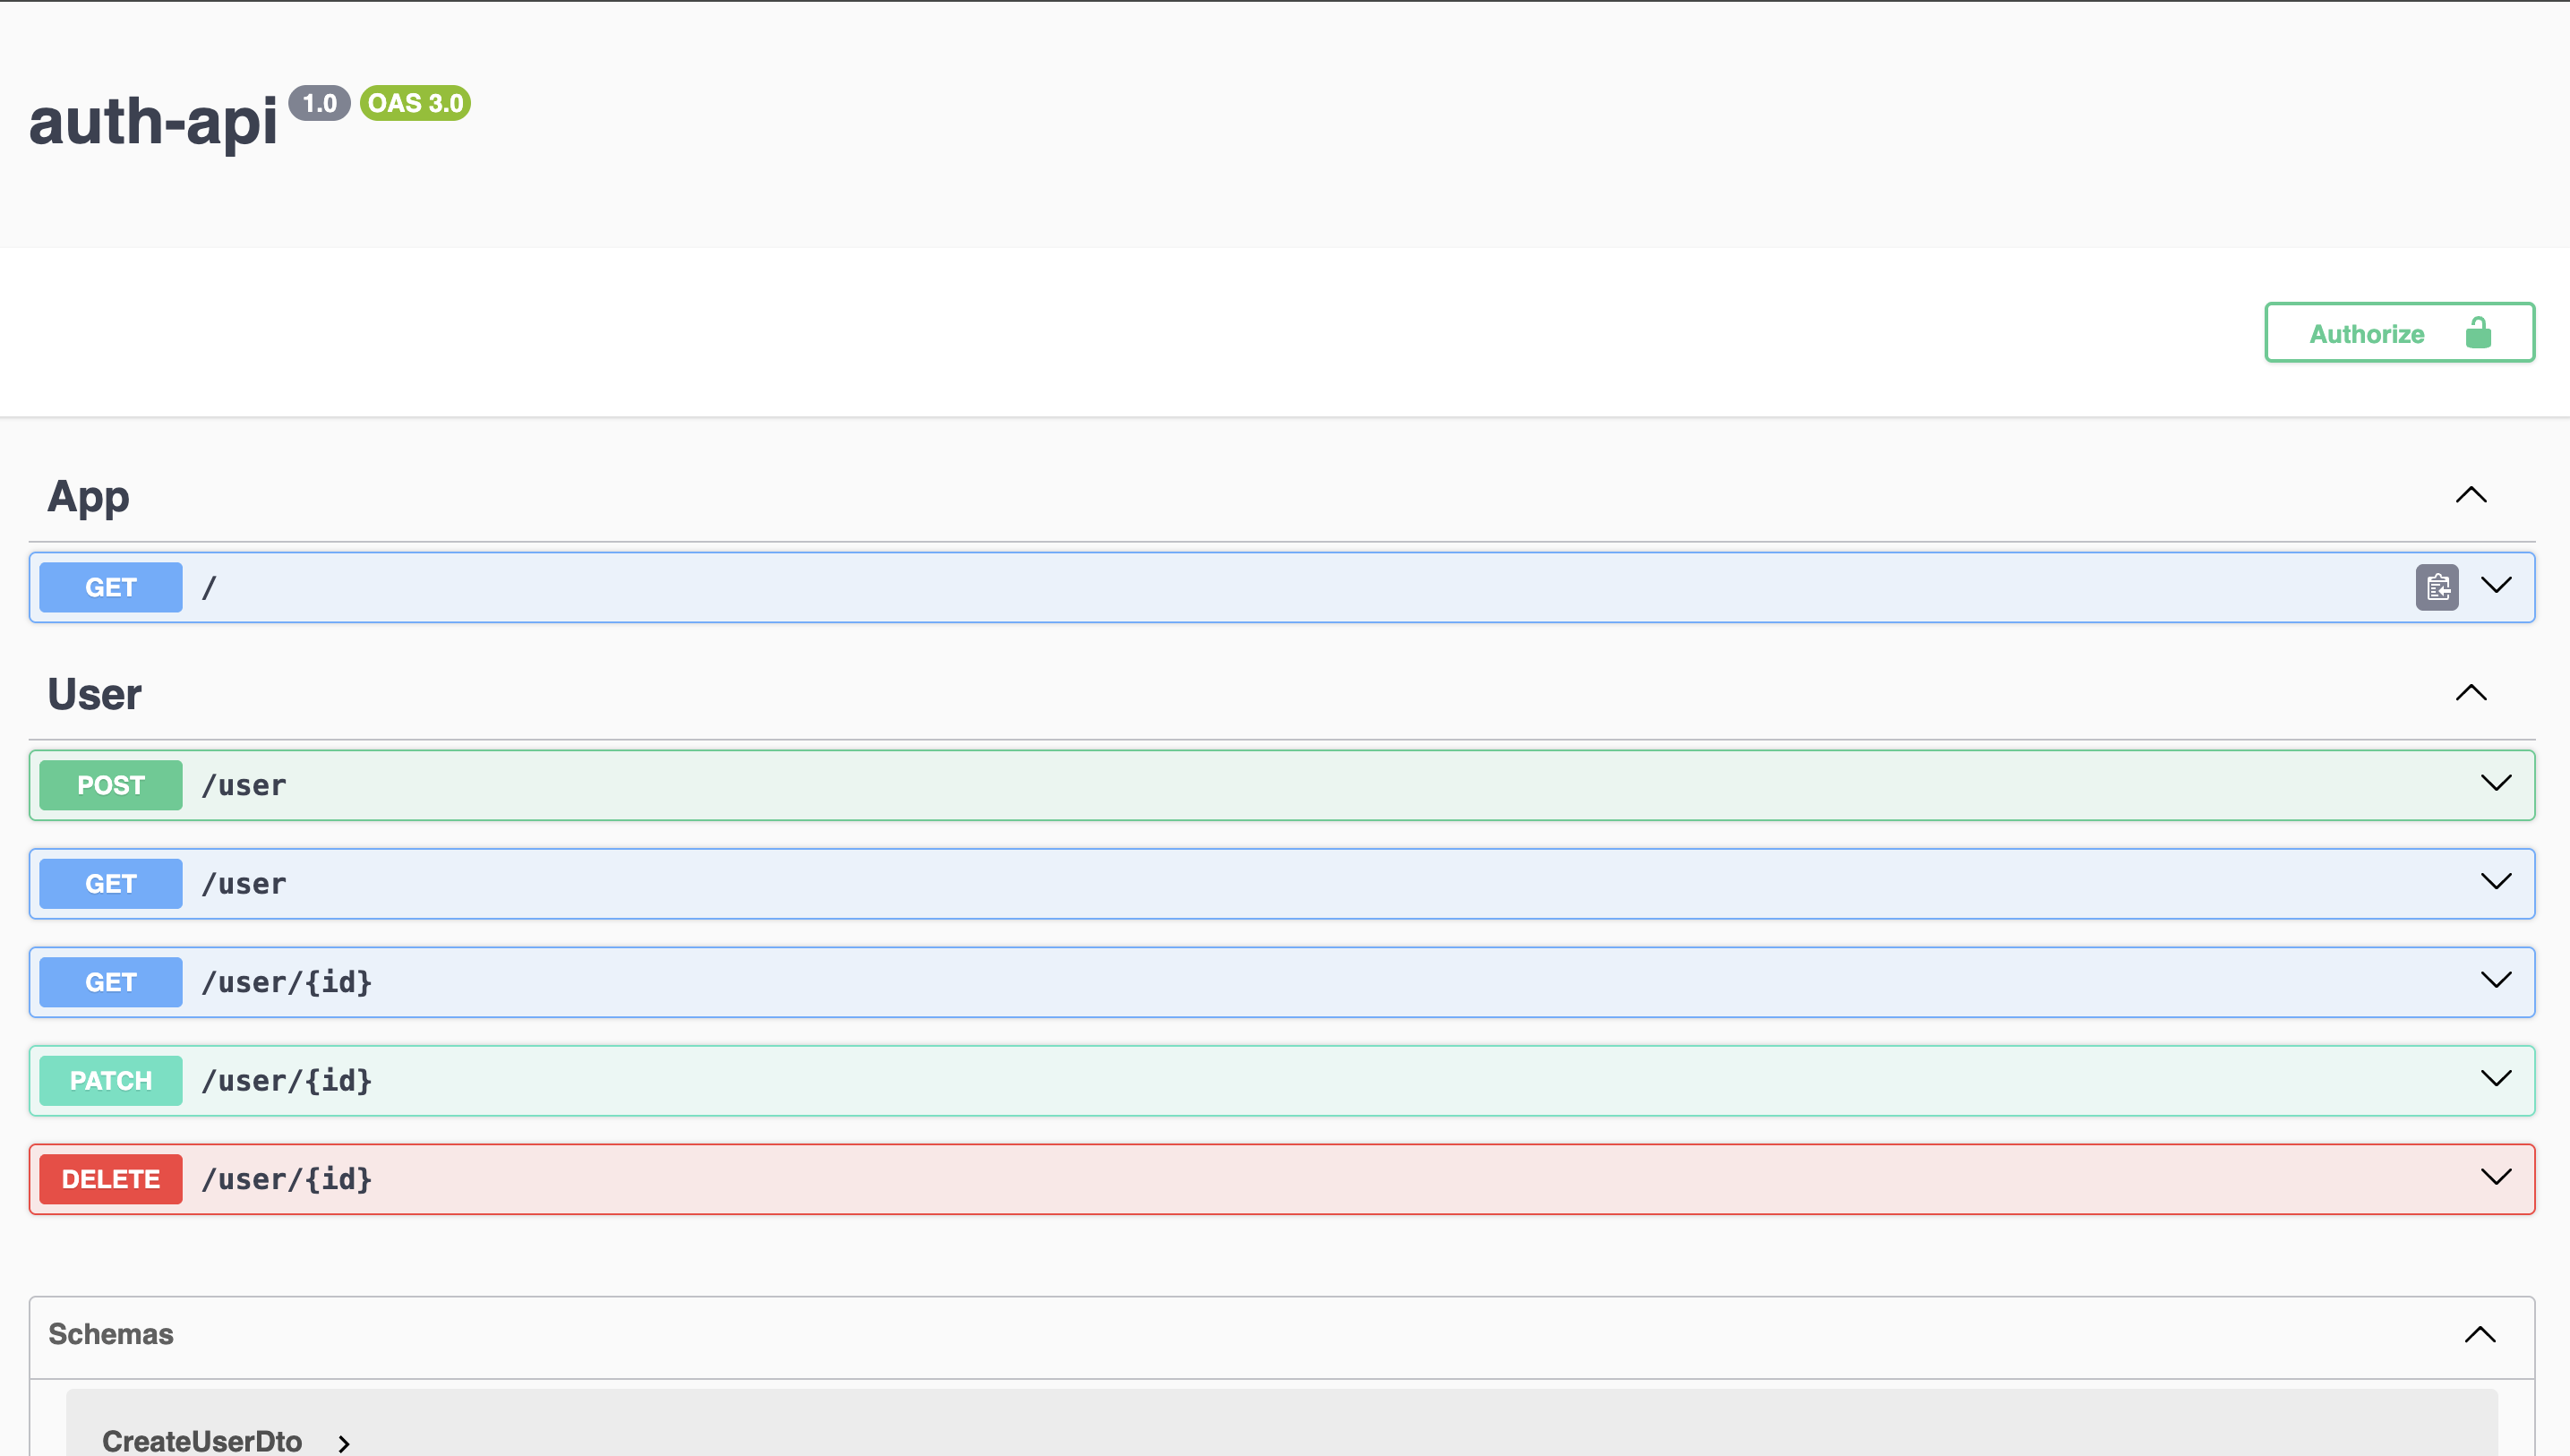 auth-api 1.0 OAS 3.0
Authorize
App
GET /
User
POST /user
GET /user
GET /user/{id}
PATCH /user/{id}
DELETE /user/{id}
Schemas
CreateUserDto